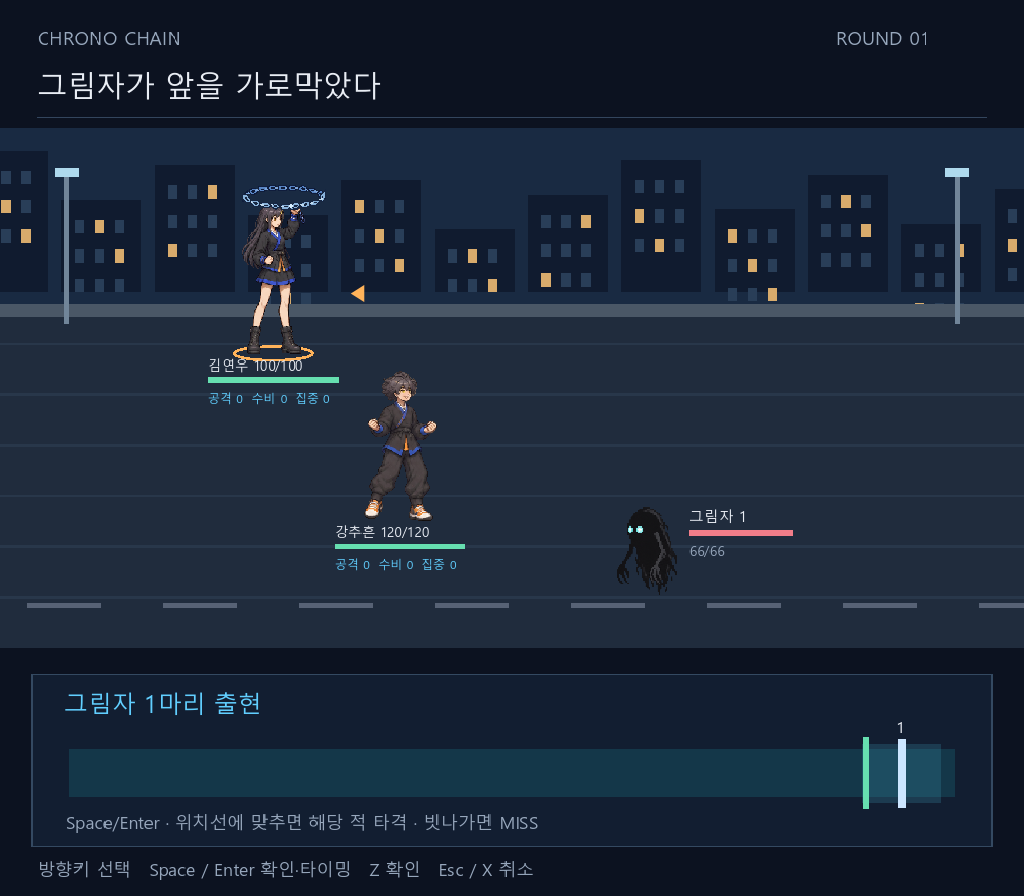 CHRONO CHAIN
ROUND 01
그림자가 앞을 가로막았다
김연우 100/100
공격 0 수비 0 집중 0
강추흔 120/120
공격 0 수비 0 집중 0
그림자 1
66/66
그림자 1마리 출현
1
Space/Enter · 위치선에 맞추면 해당 적 타격 · 빗나가면 MISS
방향키 선택 Space / Enter 확인·타이밍 Z 확인 Esc / X 취소